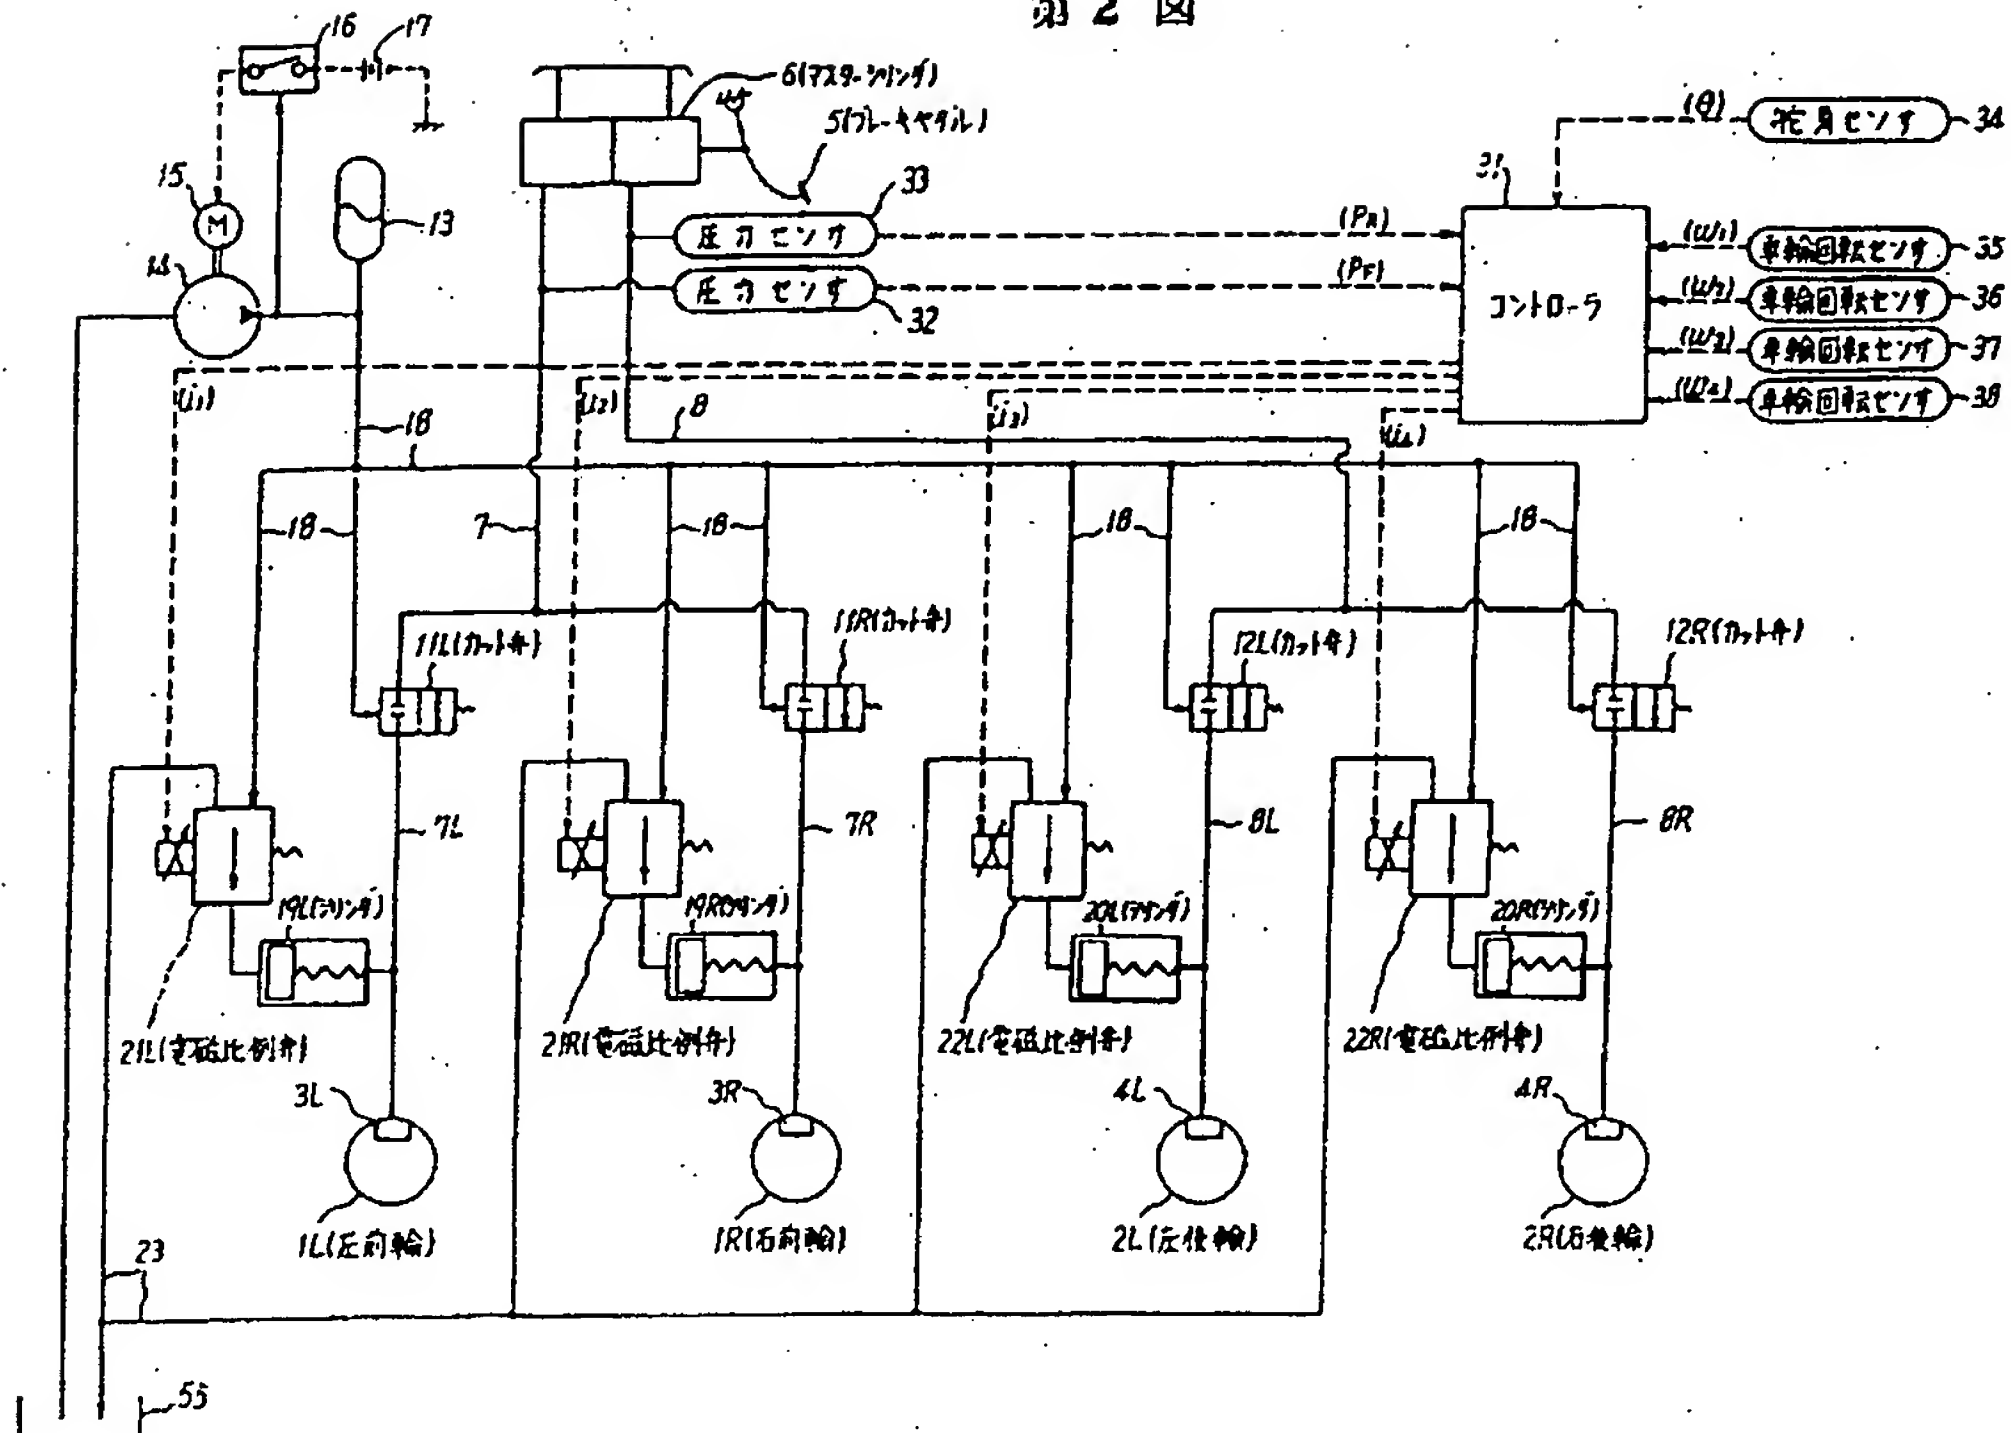 第 2 図
16
17
6(マスターシリンダ)
5(ブレーキペダル)
(θ)
舵角センサ
34
31
15
M
13
33
圧力センサ
(PR)
(ω1)
車輪回転センサ
35
14
圧力センサ
32
(PF)
コントローラ
車輪回転センサ
36
車輪回転センサ
37
(ω4)
車輪回転センサ
38
(i1)
(i2)
(i3)
(i4)
18
8
18
18
7
18
18
18
11L(カット弁)
11R(カット弁)
12L(カット弁)
12R(カット弁)
7L
7R
8L
8R
19L(シリンダ)
19R(シリンダ)
20L(シリンダ)
20R(シリンダ)
21L(電磁比例弁)
21R(電磁比例弁)
22L(電磁比例弁)
22R(電磁比例弁)
3L
3R
4L
4R
1L(左前輪)
1R(右前輪)
2L(左後輪)
2R(右後輪)
23
55